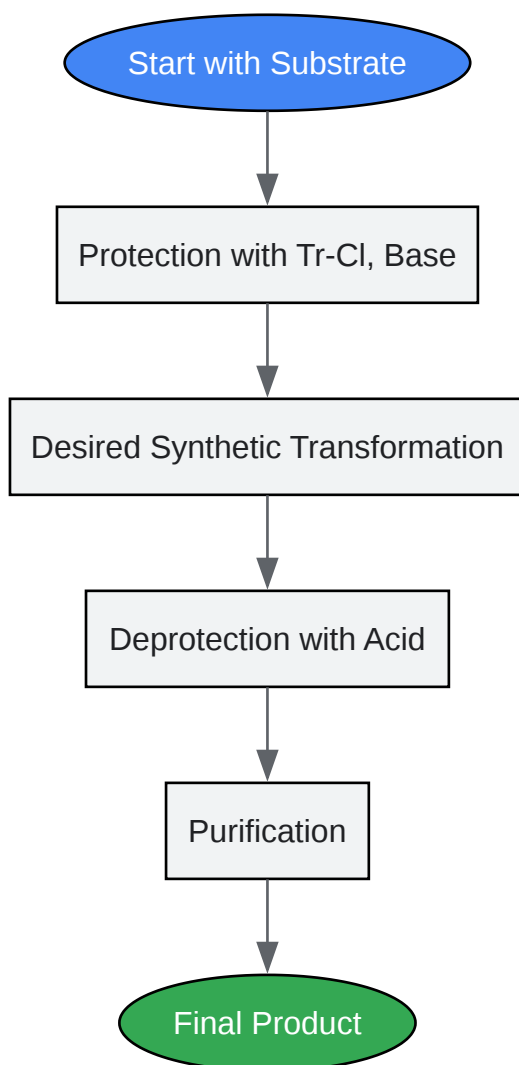 Start with Substrate
Protection with Tr-Cl, Base
Desired Synthetic Transformation
Deprotection with Acid
Purification
Final Product